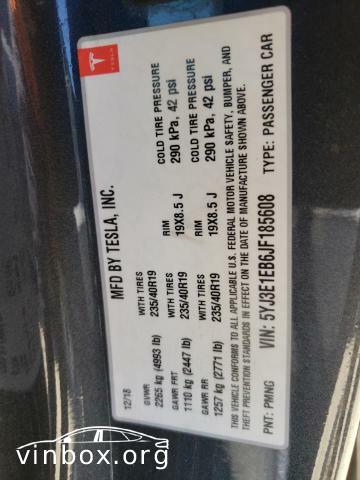 TESLA
MFD BY TESLA, INC.
12/18
GVWR
2265 kg (4993 lb)
GAWR FRT WITH TIRES RIM COLD TIRE PRESSURE
1110 kg (2447 lb) 235/40R19 19X8.5 J 290 kPa, 42 psi
GAWR RR WITH TIRES RIM COLD TIRE PRESSURE
1257 kg (2771 lb) 235/40R19 19X8.5 J 290 kPa, 42 psi
WITH TIRES
235/40R19
THIS VEHICLE CONFORMS TO ALL APPLICABLE U.S. FEDERAL MOTOR VEHICLE SAFETY, BUMPER, AND
THEFT PREVENTION STANDARDS IN EFFECT ON THE DATE OF MANUFACTURE SHOWN ABOVE.
PNT: PMNG VIN: 5YJ3E1EB6JF185608 TYPE: PASSENGER CAR
vinbox.org